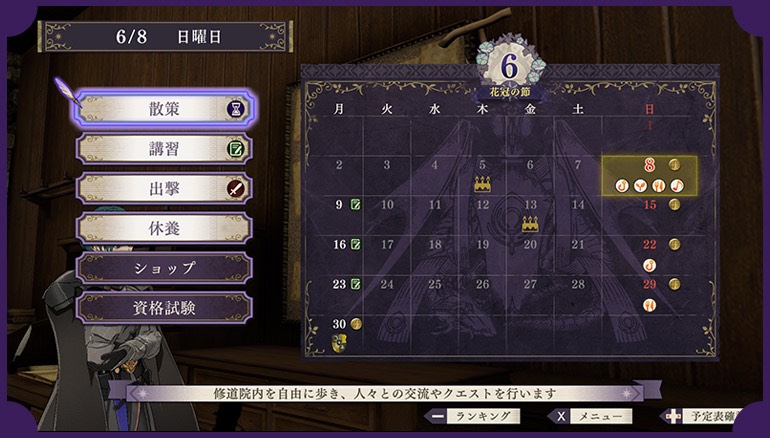 6/8 日曜日
散策
講習
出撃
休養
ショップ
資格試験
6
花冠の節
月 火 水 木 金 土 日
1
2 3 4 5 6 7 8
9 10 11 12 13 14 15
16 17 18 19 20 21 22
23 24 25 26 27 28 29
30
修道院内を自由に歩き、人々との交流やクエストを行います
ランキング X メニュー 予定表確